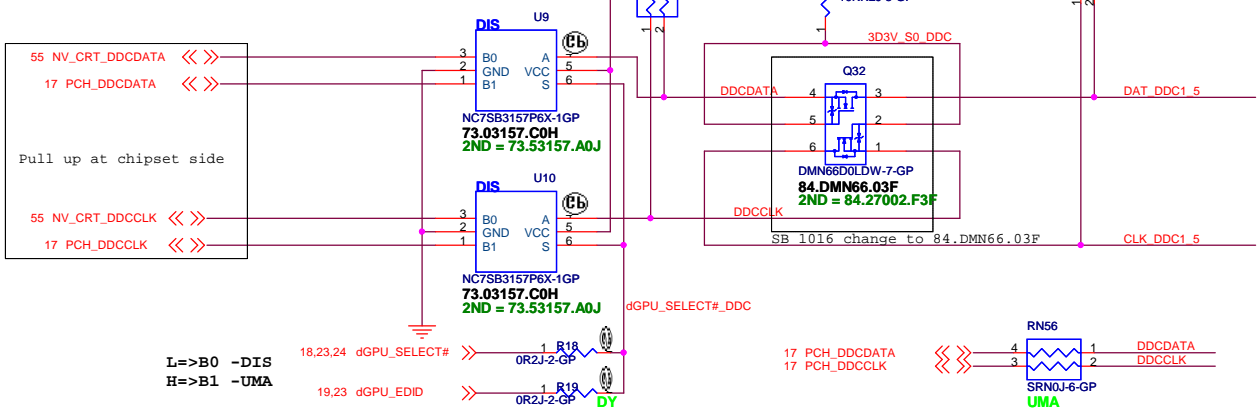 U9
DIS
55 NV_CRT_DDCDATA
17 PCH_DDCDATA
3 B0 A
2 GND VCC 5
1 B1 S 6
NC7SB3157P6X-1GP
73.03157.C0H
2ND = 73.53157.A0J
Pull up at chipset side
1 2
1
3D3V_S0_DDC
1 2
Q32
DDCDATA
4 3
5 2
6 1
DAT_DDC1_5
DMN66D0LDW-7-GP
84.DMN66.03F
2ND = 84.27002.F3F
SB 1016 change to 84.DMN66.03F
CLK_DDC1_5
U10
DIS
55 NV_CRT_DDCCLK
17 PCH_DDCCLK
3 B0 A
2 GND VCC 5
1 B1 S 6
DDCCLK
NC7SB3157P6X-1GP
73.03157.C0H
2ND = 73.53157.A0J
dGPU_SELECT#_DDC
L=>B0 -DIS
H=>B1 -UMA
18,23,24 dGPU_SELECT#
1 R18
0R2J-2-GP
19,23 dGPU_EDID
1 R19
0R2J-2-GP
DY
RN56
17 PCH_DDCDATA
17 PCH_DDCCLK
4 1 DDCDATA
3 2 DDCCLK
SRN0J-6-GP
UMA